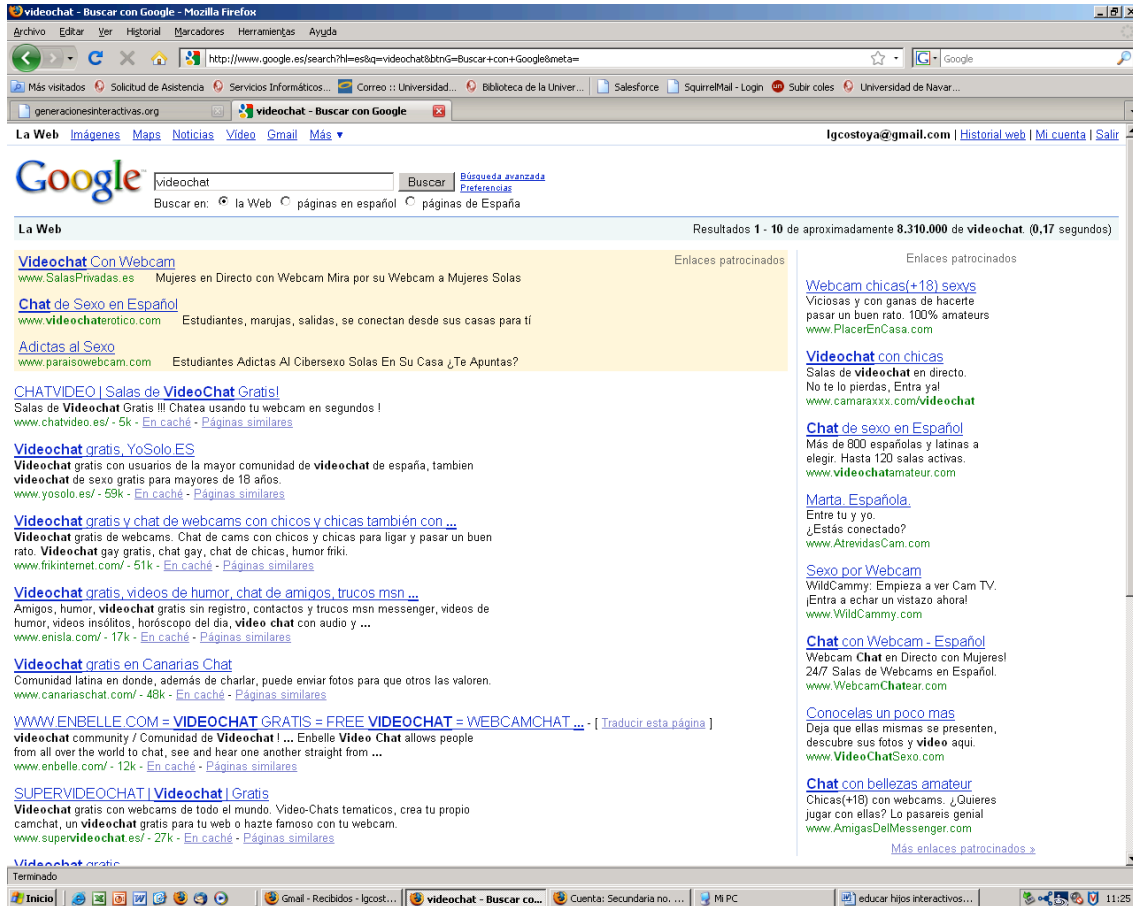 videochat - Buscar con Google - Mozilla Firefox
Archivo Editar Ver Historial Marcadores Herramientas Ayuda
http://www.google.es/search?hl=es&q=videochat&btnG=Buscar+con+Google&meta=
Google
Más visitados Solicitud de Asistencia Servicios Informáticos... Correo :: Universidad... Biblioteca de la Univer... Salesforce SquirrelMail - Login Subir coles Universidad de Navar...
generacionesinteractivas.org videochat - Buscar con Google
La Web Imágenes Maps Noticias Vídeo Gmail Más ▼
lgcostoya@gmail.com | Historial web | Mi cuenta | Salir
Google videochat Buscar Búsqueda avanzada
Preferencias
Buscar en: la Web páginas en español páginas de España
La Web Resultados 1 - 10 de aproximadamente 8.310.000 de videochat. (0,17 segundos)
Videochat Con Webcam Enlaces patrocinados
www.SalasPrivadas.es Mujeres en Directo con Webcam Mira por su Webcam a Mujeres Solas
Chat de Sexo en Español
www.videochaterotico.com Estudiantes, marujas, salidas, se conectan desde sus casas para tí
Adictas al Sexo
www.paraisowebcam.com Estudiantes Adictas Al Cibersexo Solas En Su Casa ¿Te Apuntas?
CHATVIDEO | Salas de VideoChat Gratis!
Salas de Videochat Gratis !!! Chatea usando tu webcam en segundos !
www.chatvideo.es/ - 5k - En caché - Páginas similares
Videochat gratis, YoSolo.ES
Videochat gratis con usuarios de la mayor comunidad de videochat de españa, tambien
videochat de sexo gratis para mayores de 18 años.
www.yosolo.es/ - 59k - En caché - Páginas similares
Videochat gratis y chat de webcams con chicos y chicas también con ...
Videochat gratis de webcams. Chat de cams con chicos y chicas para ligar y pasar un buen
rato. Videochat gay gratis, chat gay, chat de chicas, humor friki.
www.frikinternet.com/ - 51k - En caché - Páginas similares
Videochat gratis, videos de humor, chat de amigos, trucos msn ...
Amigos, humor, videochat gratis sin registro, contactos y trucos msn messenger, videos de
humor, videos insólitos, horóscopo del dia, video chat con audio y ...
www.enisla.com/ - 17k - En caché - Páginas similares
Videochat gratis en Canarias Chat
Comunidad latina en donde, además de charlar, puede enviar fotos para que otros las valoren.
www.canariaschat.com/ - 48k - En caché - Páginas similares
WWW.ENBELLE.COM = VIDEOCHAT GRATIS = FREE VIDEOCHAT = WEBCAMCHAT ... - [ Traducir esta página ]
videochat community / Comunidad de Videochat ! ... Enbelle Video Chat allows people
from all over the world to chat, see and hear one another straight from ...
www.enbelle.com/ - 12k - En caché - Páginas similares
SUPERVIDEOCHAT | Videochat | Gratis
Videochat gratis con webcams de todo el mundo. Video-Chats tematicos, crea tu propio
camchat, un videochat gratis para tu web o hazte famoso con tu webcam.
www.supervideochat.es/ - 27k - En caché - Páginas similares
Videochat gratis
Enlaces patrocinados
Webcam chicas(+18) sexys
Viciosas y con ganas de hacerte
pasar un buen rato. 100% amateurs
www.PlacerEnCasa.com
Videochat con chicas
Salas de videochat en directo.
No te lo pierdas, Entra ya!
www.camaraxxx.com/videochat
Chat de sexo en Español
Más de 800 españolas y latinas a
elegir. Hasta 120 salas activas.
www.videochatamateur.com
Marta. Española.
Entre tu y yo.
¿Estás conectado?
www.AtrevidasCam.com
Sexo por Webcam
WildCammy: Empieza a ver Cam TV.
¡Entra a echar un vistazo ahora!
www.WildCammy.com
Chat con Webcam - Español
Webcam Chat en Directo con Mujeres!
24/7 Salas de Webcams en Español.
www.WebcamChatear.com
Conocelas un poco mas
Deja que ellas mismas se presenten,
descubre sus fotos y video aqui.
www.VideoChatSexo.com
Chat con bellezas amateur
Chicas(+18) con webcams. ¿Quieres
jugar con ellas? Lo pasareis genial
www.AmigasDelMessenger.com
Más enlaces patrocinados »
Terminado
Inicio Gmail - Recibidos - lgcost... videochat - Buscar co... Cuenta: Secundaria no. ... Mi PC educar hijos interactivos... 11:25